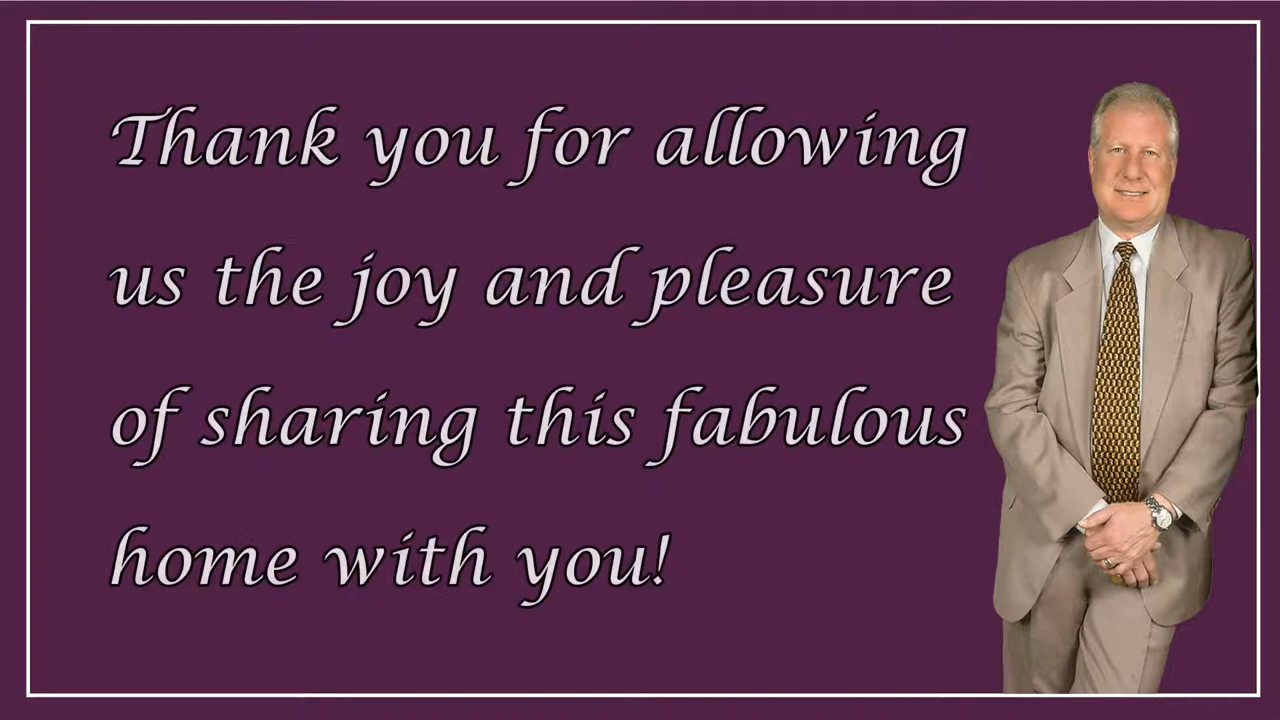 Thank you for allowing
us the joy and pleasure
of sharing this fabulous
home with you!